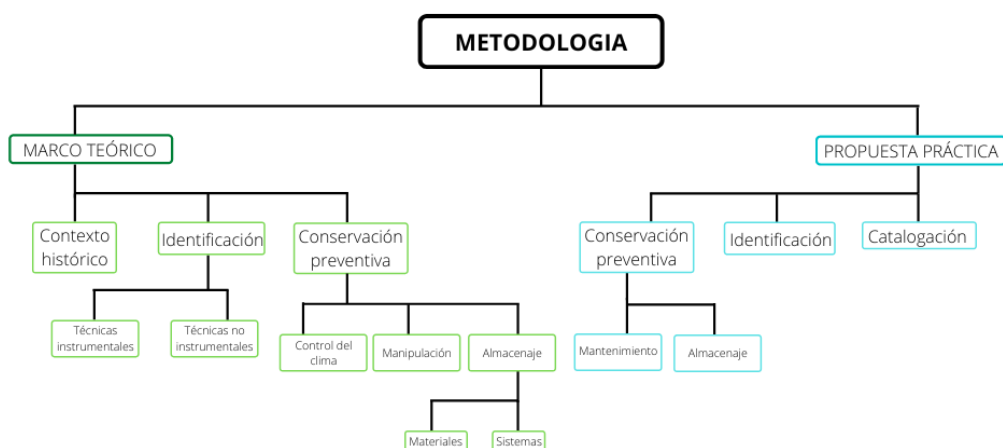 METODOLOGIA
MARCO TEÓRICO
PROPUESTA PRÁCTICA
Contexto
histórico
Identificación
Conservación
preventiva
Conservación
preventiva
Identificación
Catalogación
Técnicas
instrumentales
Técnicas no
instrumentales
Control del
clima
Manipulación
Almacenaje
Mantenimiento
Almacenaje
Materiales
Sistemas